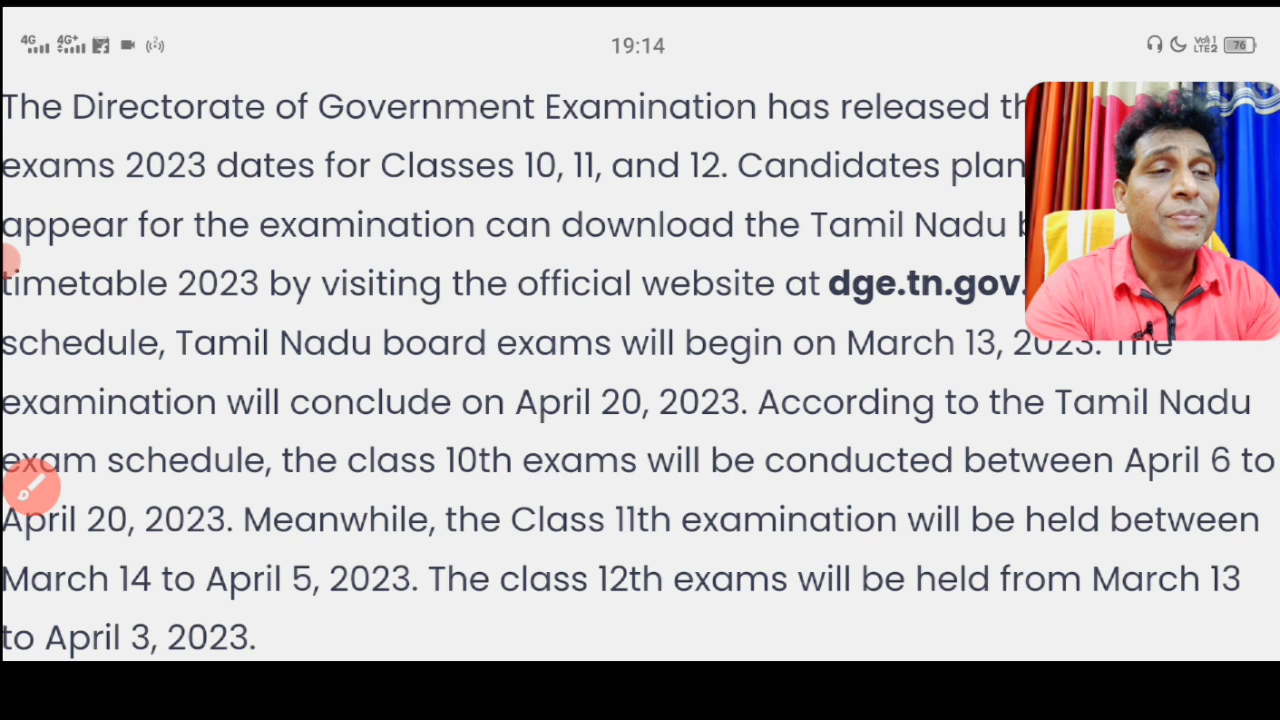 4G 4G+ 19:14 76
The Directorate of Government Examination has released
exams 2023 dates for Classes 10, 11, and 12. Candidates
appear for the examination can download the Tamil Nadu
timetable 2023 by visiting the official website at dge.tn.gov.
schedule, Tamil Nadu board exams will begin on March 13, 2023. The
examination will conclude on April 20, 2023. According to the Tamil Nadu
exam schedule, the class 10th exams will be conducted between April 6 to
April 20, 2023. Meanwhile, the Class 11th examination will be held between
March 14 to April 5, 2023. The class 12th exams will be held from March 13
to April 3, 2023.